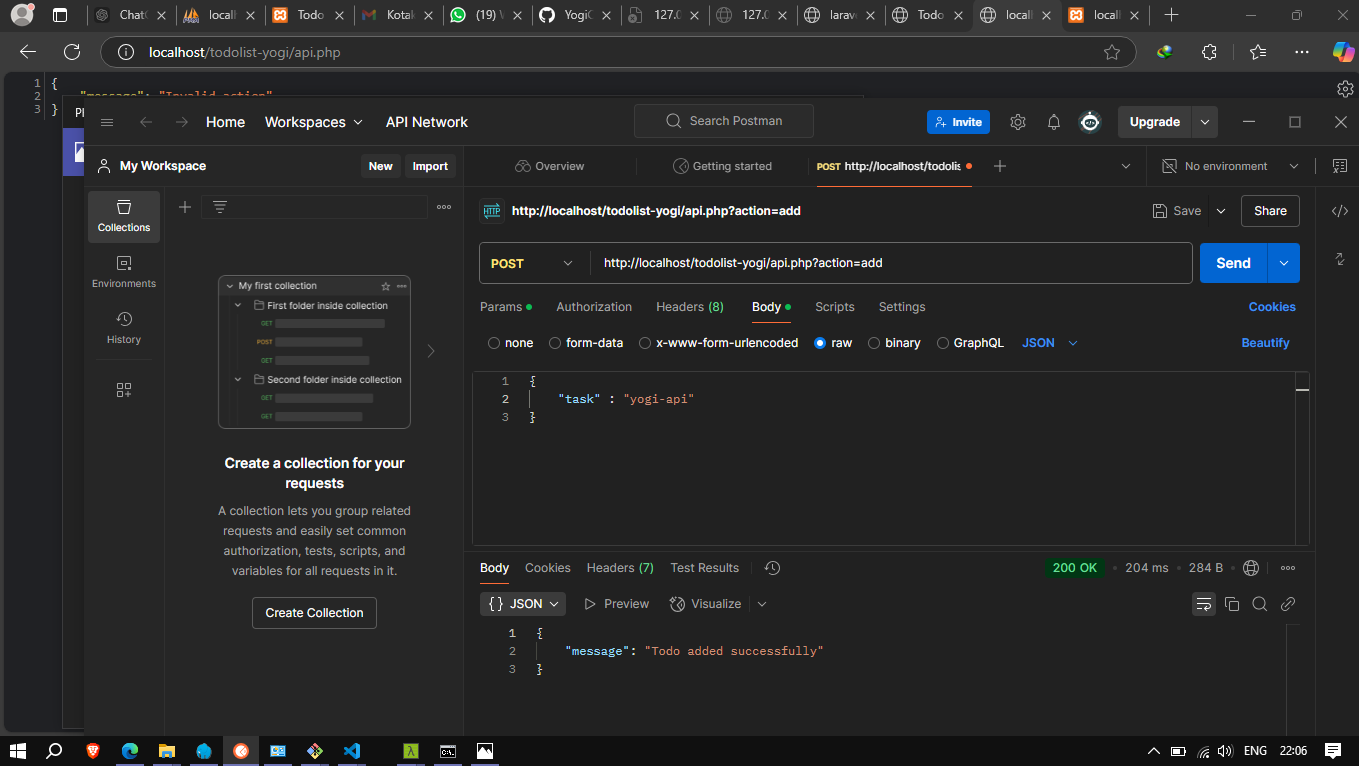 ChatG
locall
Todo
Kotak
(19) W
YogiC
127.0
127.0
larave
Todo
locall
locall
localhost/todolist-yogi/api.php
1 {
2 "message": "Invalid action"
3 }
Home Workspaces API Network
Search Postman
Invite
Upgrade
My Workspace
New Import
Overview
Getting started
POST http://localhost/todolis
No environment
Collections
Environments
History
HTTP http://localhost/todolist-yogi/api.php?action=add
Save
Share
POST http://localhost/todolist-yogi/api.php?action=add
Send
Params Authorization Headers (8) Body Scripts Settings
Cookies
none form-data x-www-form-urlencoded raw binary GraphQL JSON
Beautify
1 {
2 "task" : "yogi-api"
3 }
My first collection
First folder inside collection
GET
POST
GET
Second folder inside collection
GET
GET
Create a collection for your
requests
A collection lets you group related
requests and easily set common
authorization, tests, scripts, and
variables for all requests in it.
Create Collection
Body Cookies Headers (7) Test Results
200 OK 204 ms 284 B
{} JSON Preview Visualize
1 {
2 "message": "Todo added successfully"
3 }
ENG 22:06